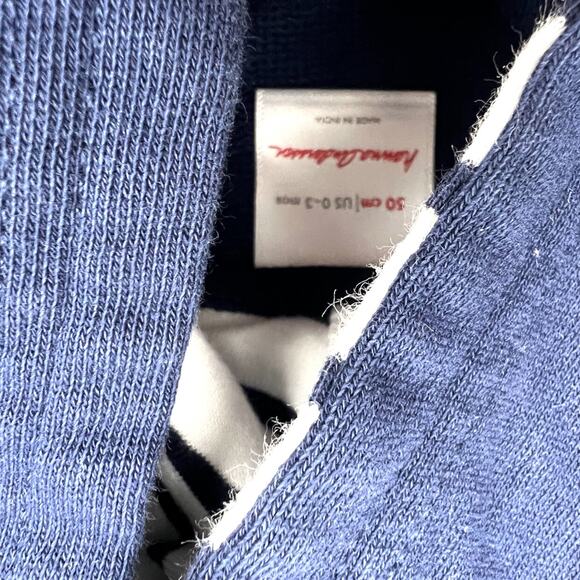 50 cm | US 0-3 mos
hanna andersson
MADE IN INDIA